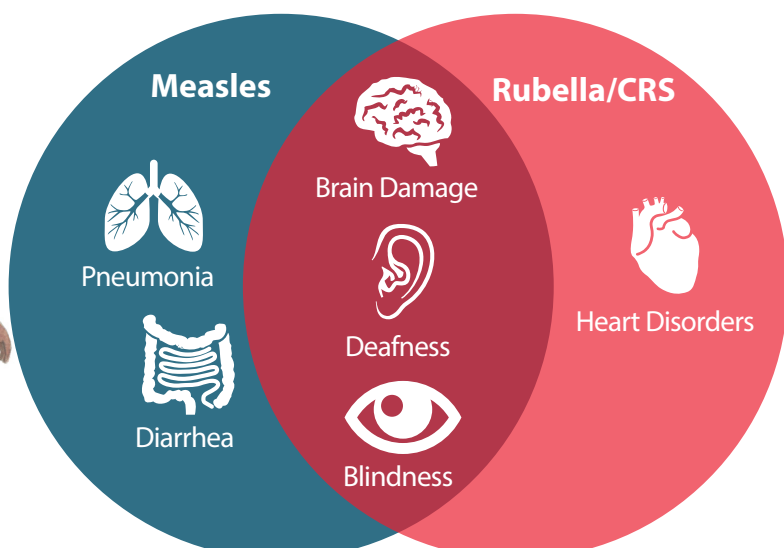 Measles
Pneumonia
Diarrhea
Brain Damage
Deafness
Blindness
Rubella/CRS
Heart Disorders